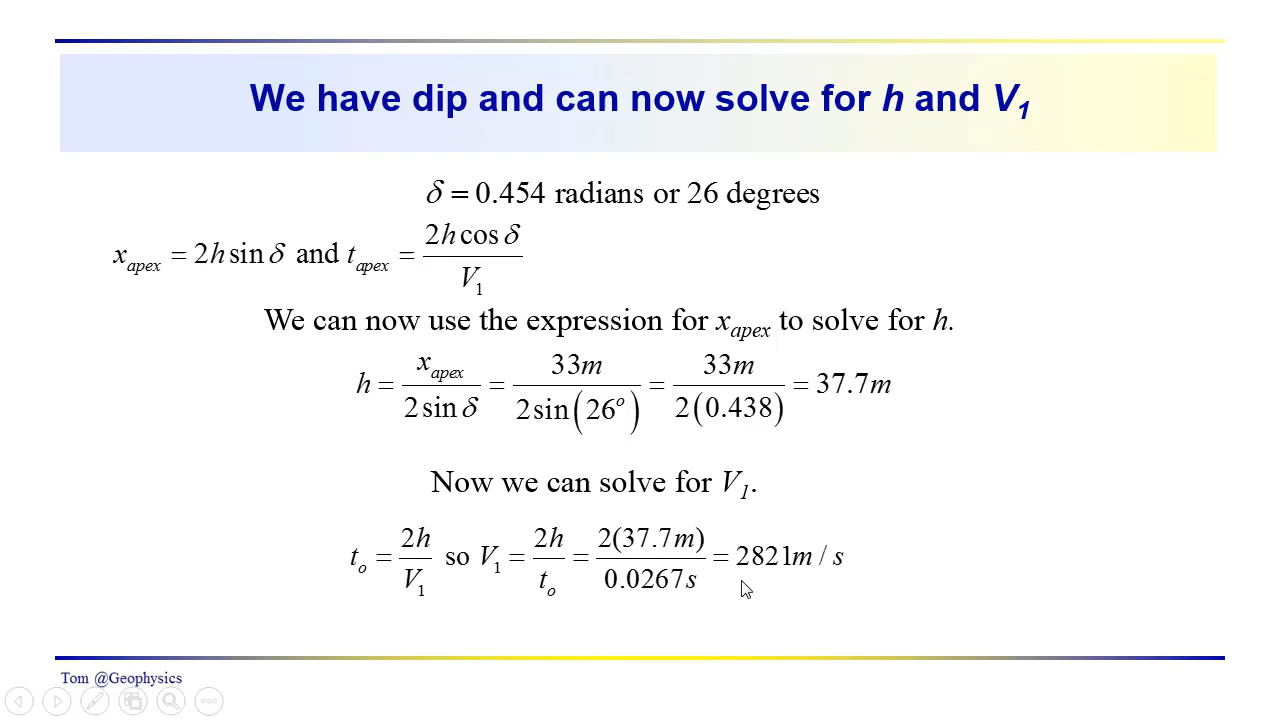 We have dip and can now solve for h and V₁
δ = 0.454 radians or 26 degrees
x_apex = 2h sin δ and t_apex = 2h cos δ / V₁
We can now use the expression for x_apex to solve for h.
h = x_apex / 2 sin δ = 33m / 2 sin(26°) = 33m / 2(0.438) = 37.7m
Now we can solve for V₁.
t_o = 2h / V₁ so V₁ = 2h / t_o = 2(37.7m) / 0.0267s = 2821m / s
Tom @Geophysics